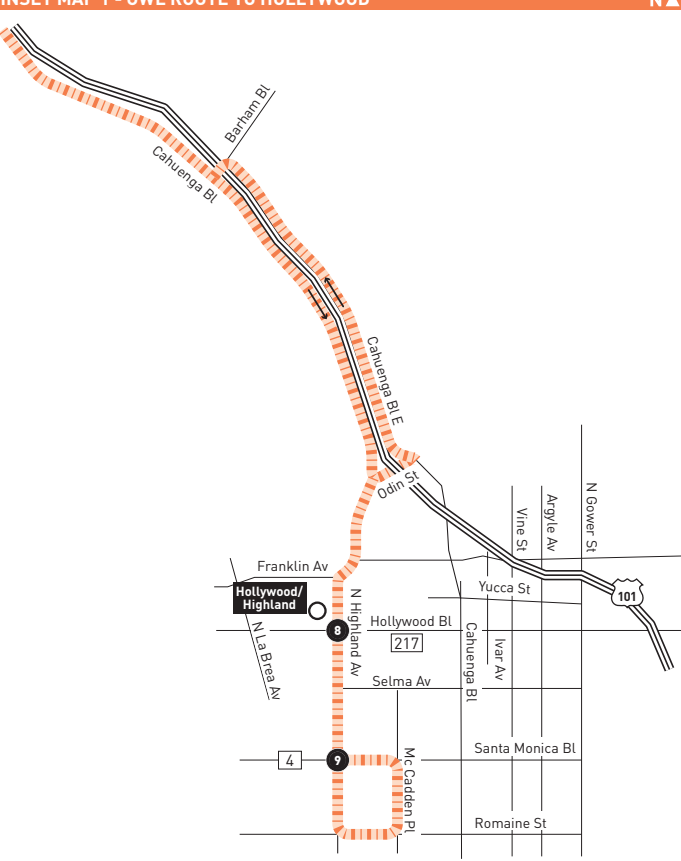 INSET MAP 1 - OWL ROUTE TO HOLLYWOOD
N
Barham Bl
Cahuenga Bl
Cahuenga Bl E
Odin St
N Gower St
Argyle Av
Vine St
Franklin Av
Yucca St
101
Hollywood/
Highland
N Highland Av
8
Hollywood Bl
217
N La Brea Av
Cahuenga Bl
Ivar Av
Selma Av
Santa Monica Bl
4
9
Mc Cadden Pl
Romaine St